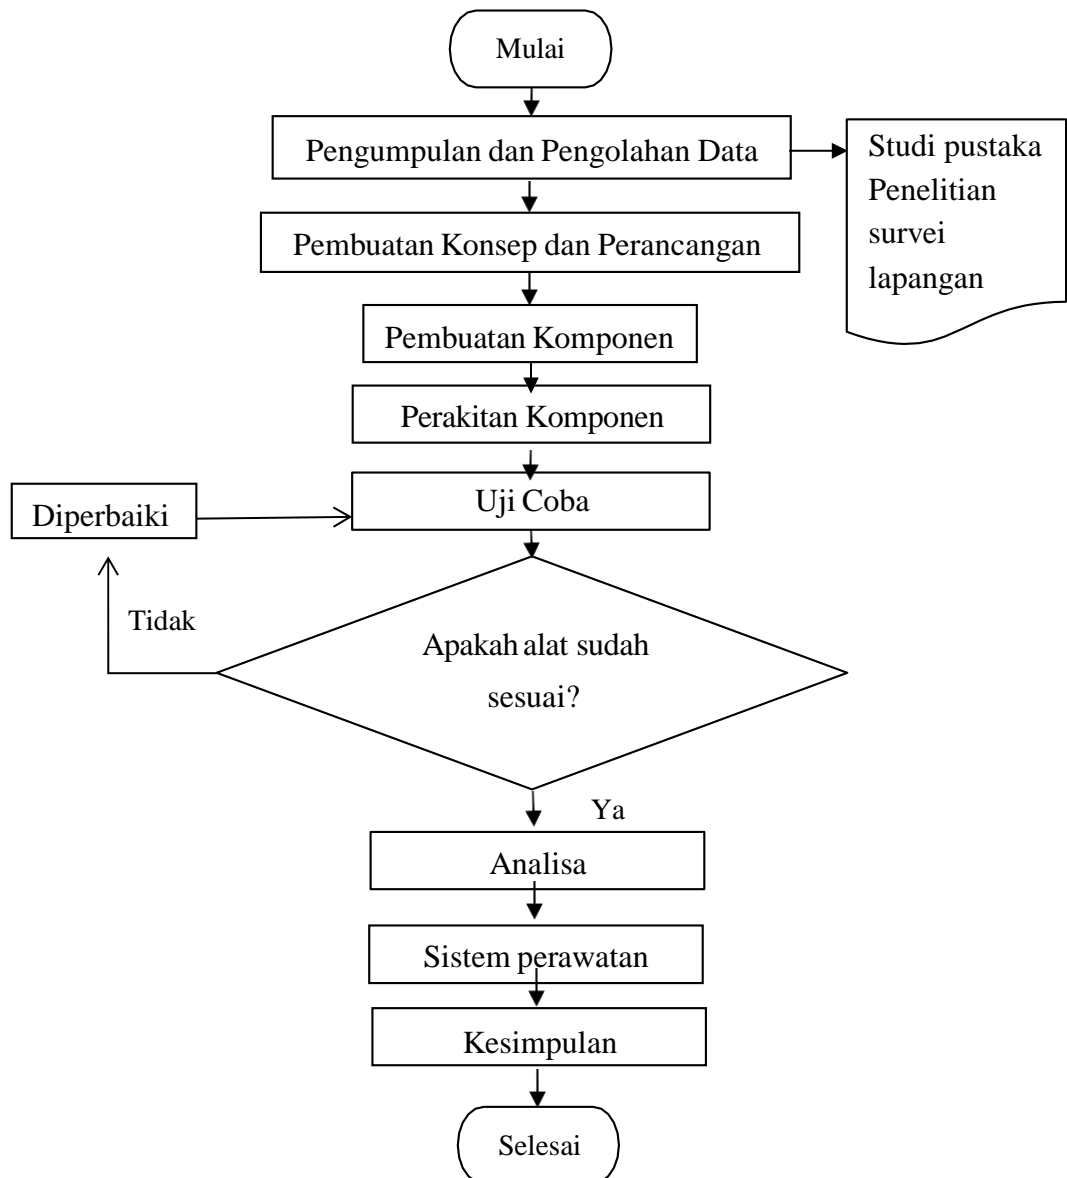 Mulai
Pengumpulan dan Pengolahan Data
Studi pustaka
Penelitian
survei
lapangan
Pembuatan Konsep dan Perancangan
Pembuatan Komponen
Perakitan Komponen
Uji Coba
Diperbaiki
Tidak
Apakah alat sudah
sesuai?
Ya
Analisa
Sistem perawatan
Kesimpulan
Selesai